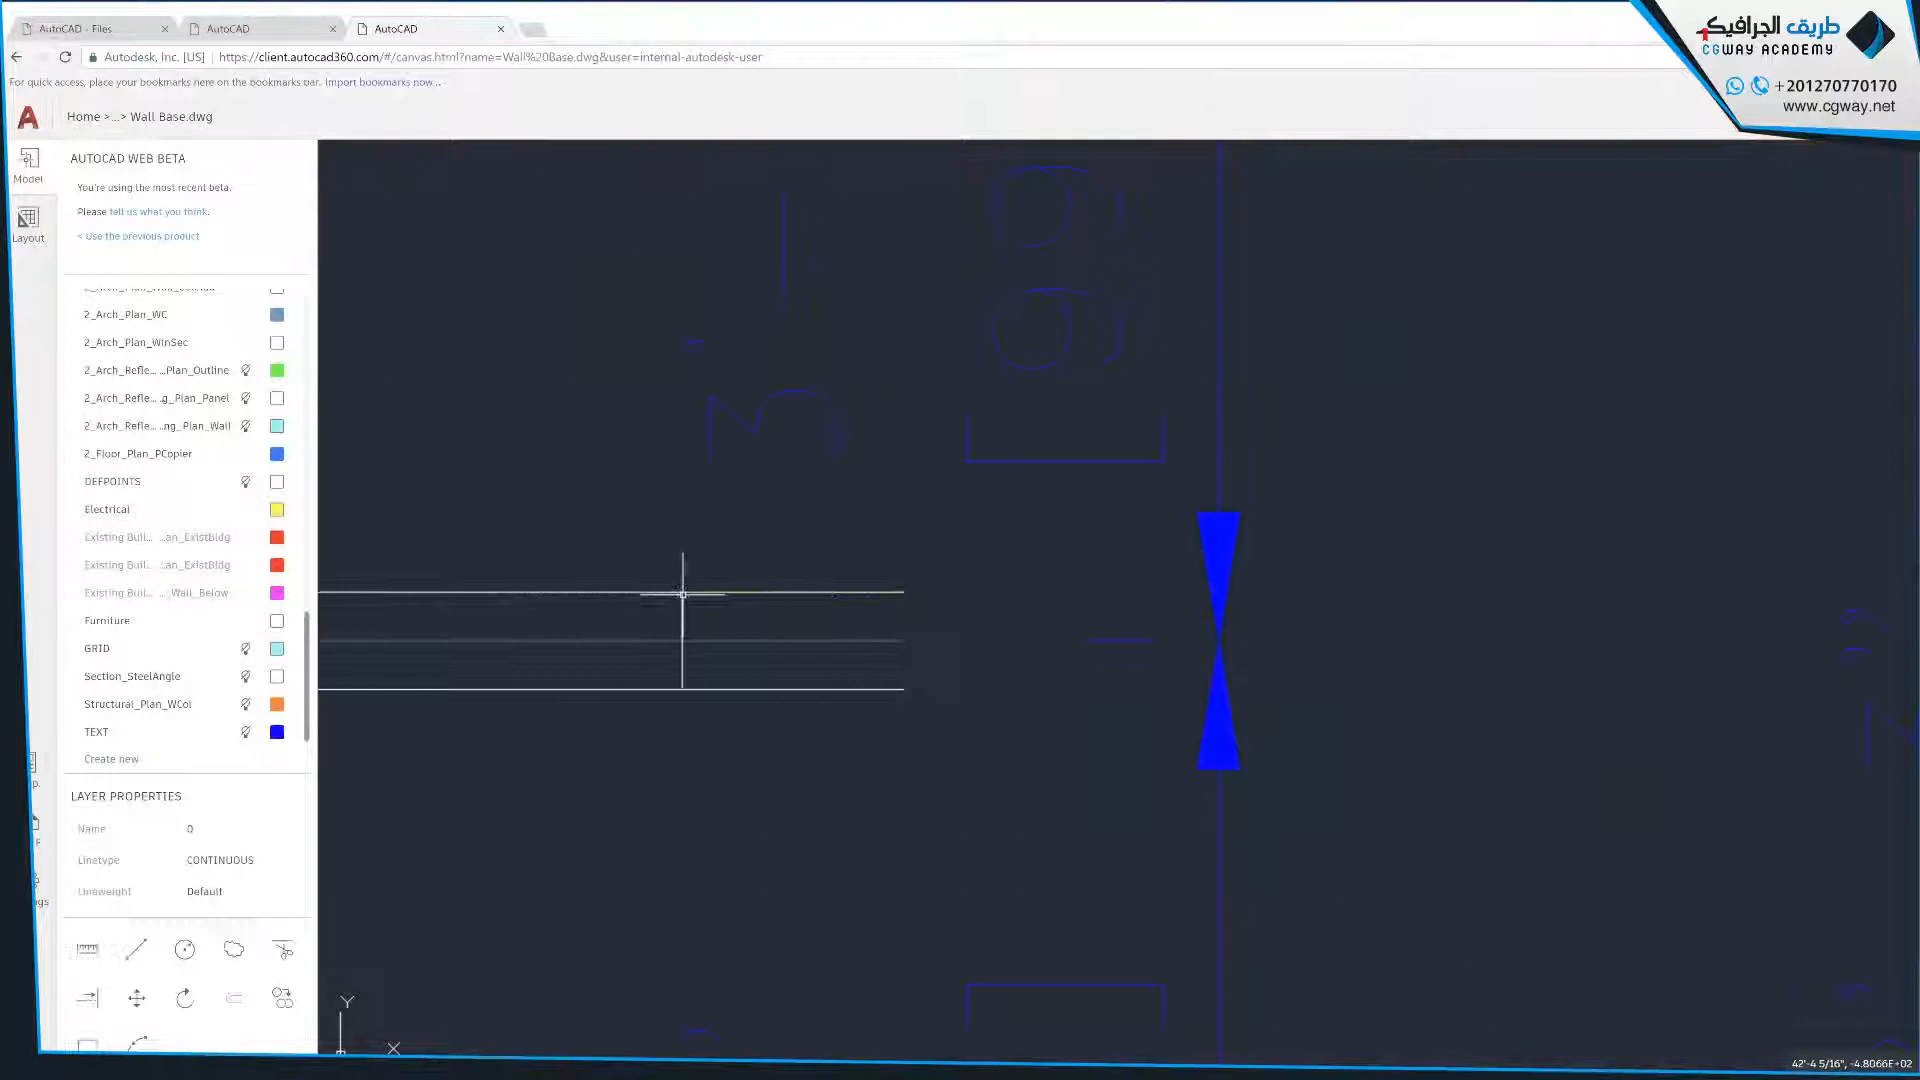 AutoCAD - Files
AutoCAD
AutoCAD
طريق الجرافيك
CGWAY ACADEMY
+201270770170
www.cgway.net
Autodesk, Inc. [US]
https://client.autocad360.com/#/canvas.html?name=Wall%20Base.dwg&user=internal-autodesk-user
For quick access, place your bookmarks here on the bookmarks bar. Import bookmarks now...
Home >...> Wall Base.dwg
Model
Layout
AUTOCAD WEB BETA
You're using the most recent beta.
Please tell us what you think.
< Use the previous product
2_Arch_Plan_WC
2_Arch_Plan_WinSec
2_Arch_Refle... ...Plan_Outline
2_Arch_Refle... ...g_Plan_Panel
2_Arch_Refle... ...ng_Plan_Wall
2_Floor_Plan_PCopier
DEFPOINTS
Electrical
Existing Buil... ...an_ExistBldg
Existing Buil... ...an_ExistBldg
Existing Buil... ..._Wall_Below
Furniture
GRID
Section_SteelAngle
Structural_Plan_WCol
TEXT
Create new
LAYER PROPERTIES
Name 0
Linetype CONTINUOUS
Lineweight Default
Y
X
42'-4 5/16", -4.8066E+02